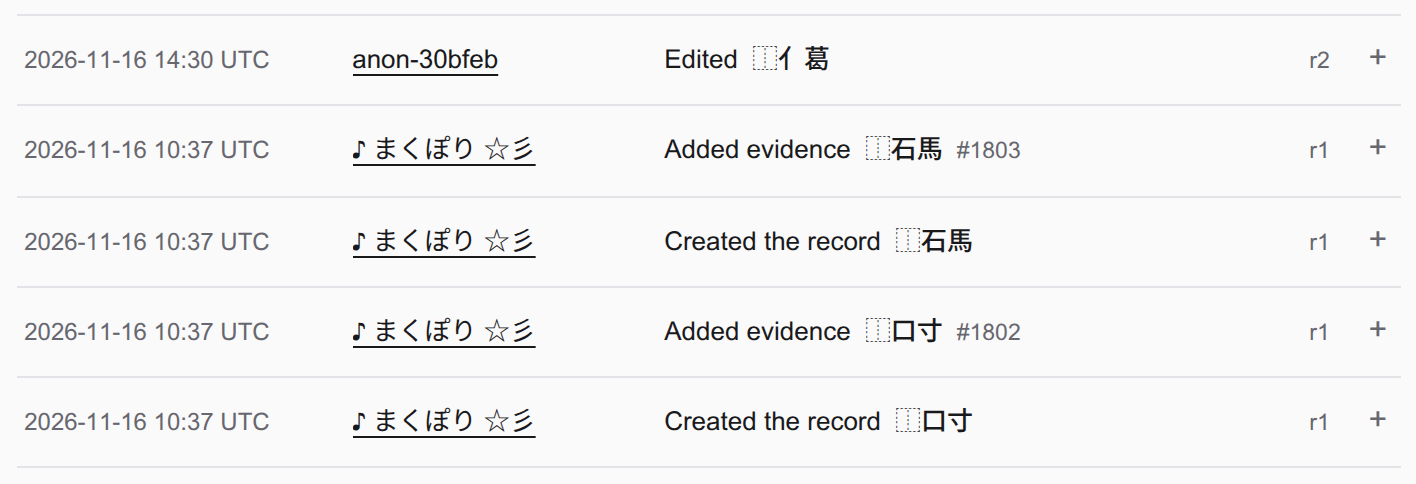 2026-11-16 14:30 UTC anon-30bfeb Edited ⿰亻葛 r2 +
2026-11-16 10:37 UTC ♪ まくぽり ☆彡 Added evidence ⿰石馬 #1803 r1 +
2026-11-16 10:37 UTC ♪ まくぽり ☆彡 Created the record ⿰石馬 r1 +
2026-11-16 10:37 UTC ♪ まくぽり ☆彡 Added evidence ⿰口寸 #1802 r1 +
2026-11-16 10:37 UTC ♪ まくぽり ☆彡 Created the record ⿰口寸 r1 +